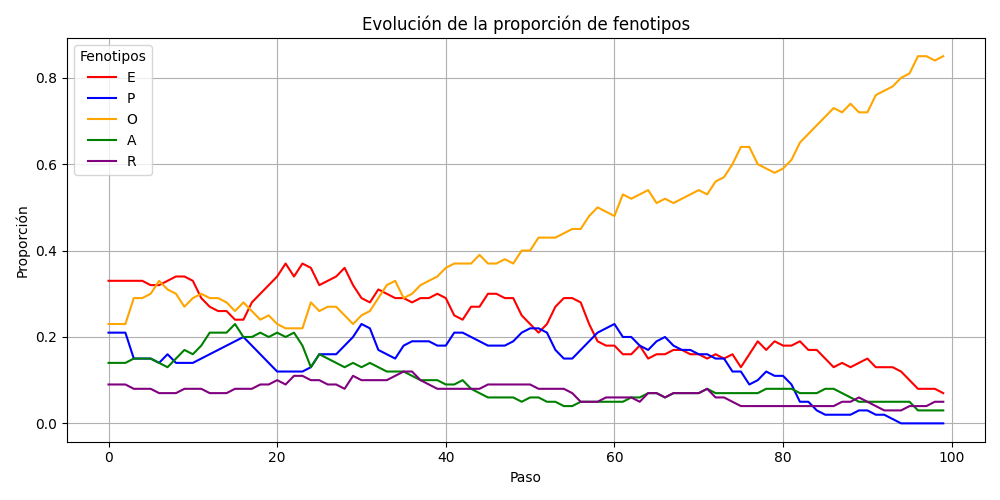 Evolución de la proporción de fenotipos
Fenotipos
E
P
O
A
R
Proporción
0.8
0.6
0.4
0.2
0.0
0
20
40
60
80
100
Paso